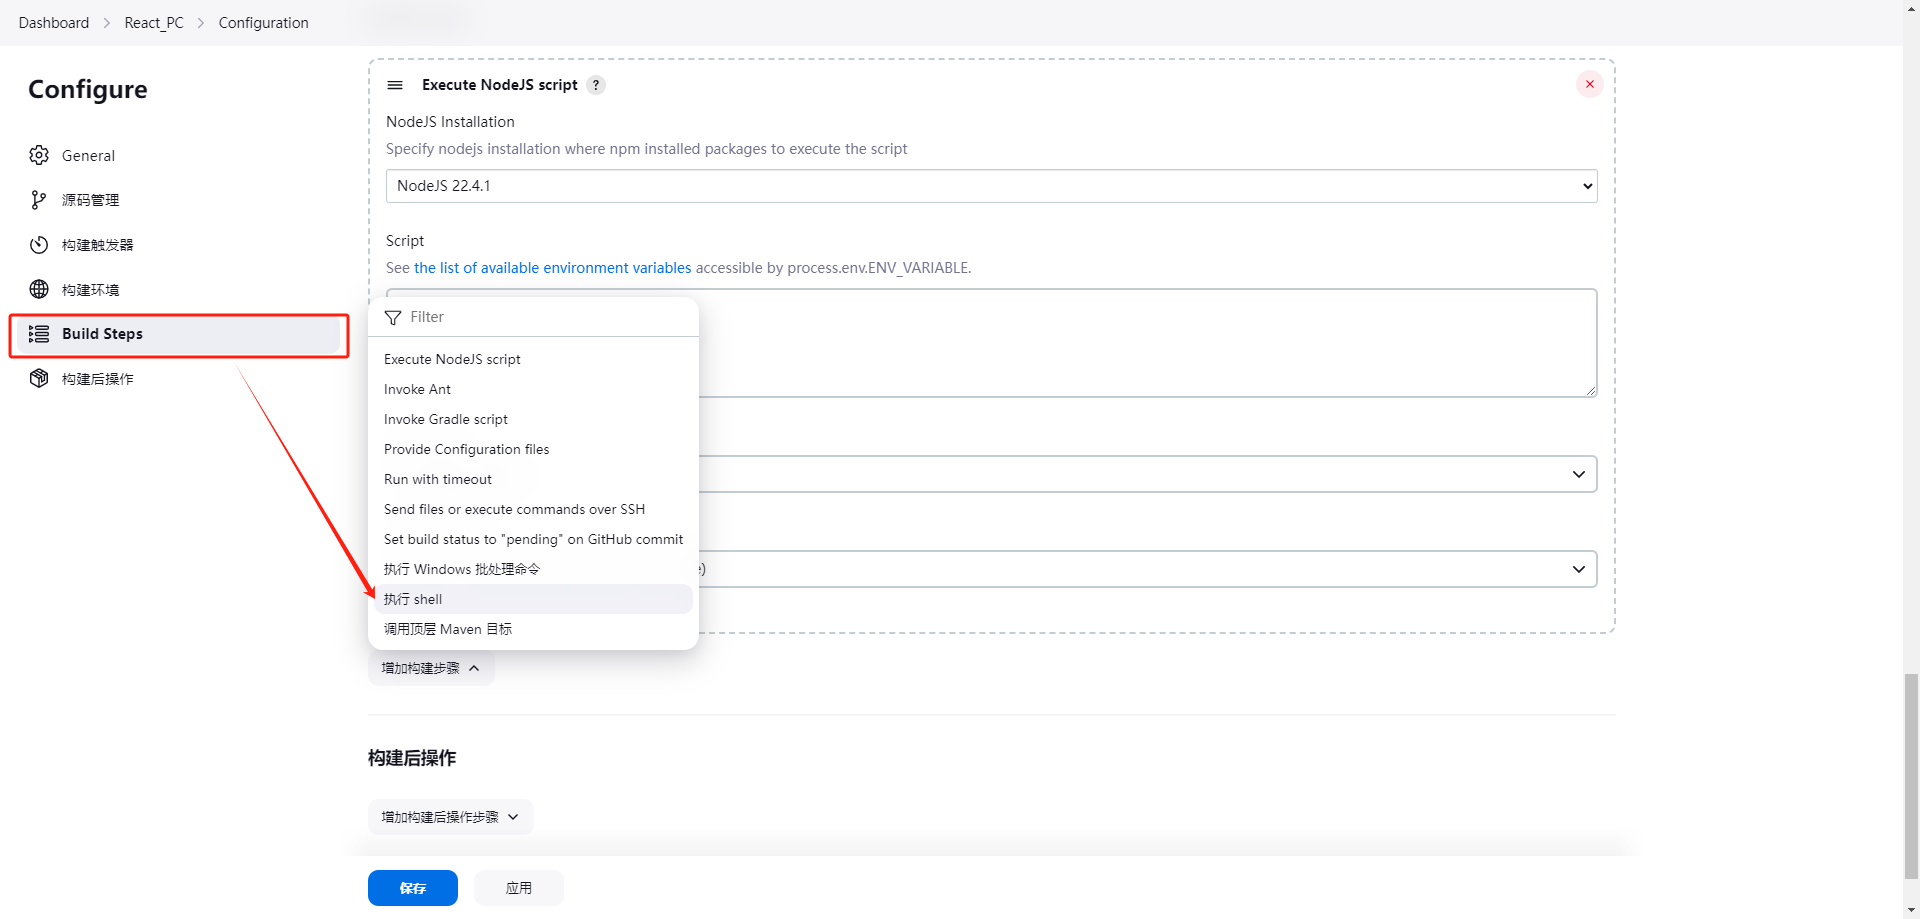 Dashboard
React_PC
Configuration
Configure
General
源码管理
构建触发器
构建环境
Build Steps
构建后操作
Execute NodeJS script ?
NodeJS Installation
Specify nodejs installation where npm installed packages to execute the script
NodeJS 22.4.1
Script
See the list of available environment variables accessible by process.env.ENV_VARIABLE.
Filter
Execute NodeJS script
Invoke Ant
Invoke Gradle script
Provide Configuration files
Run with timeout
Send files or execute commands over SSH
Set build status to "pending" on GitHub commit
执行 Windows 批处理命令
执行 shell
调用顶层 Maven 目标
增加构建步骤
构建后操作
增加构建后操作步骤
保存
应用